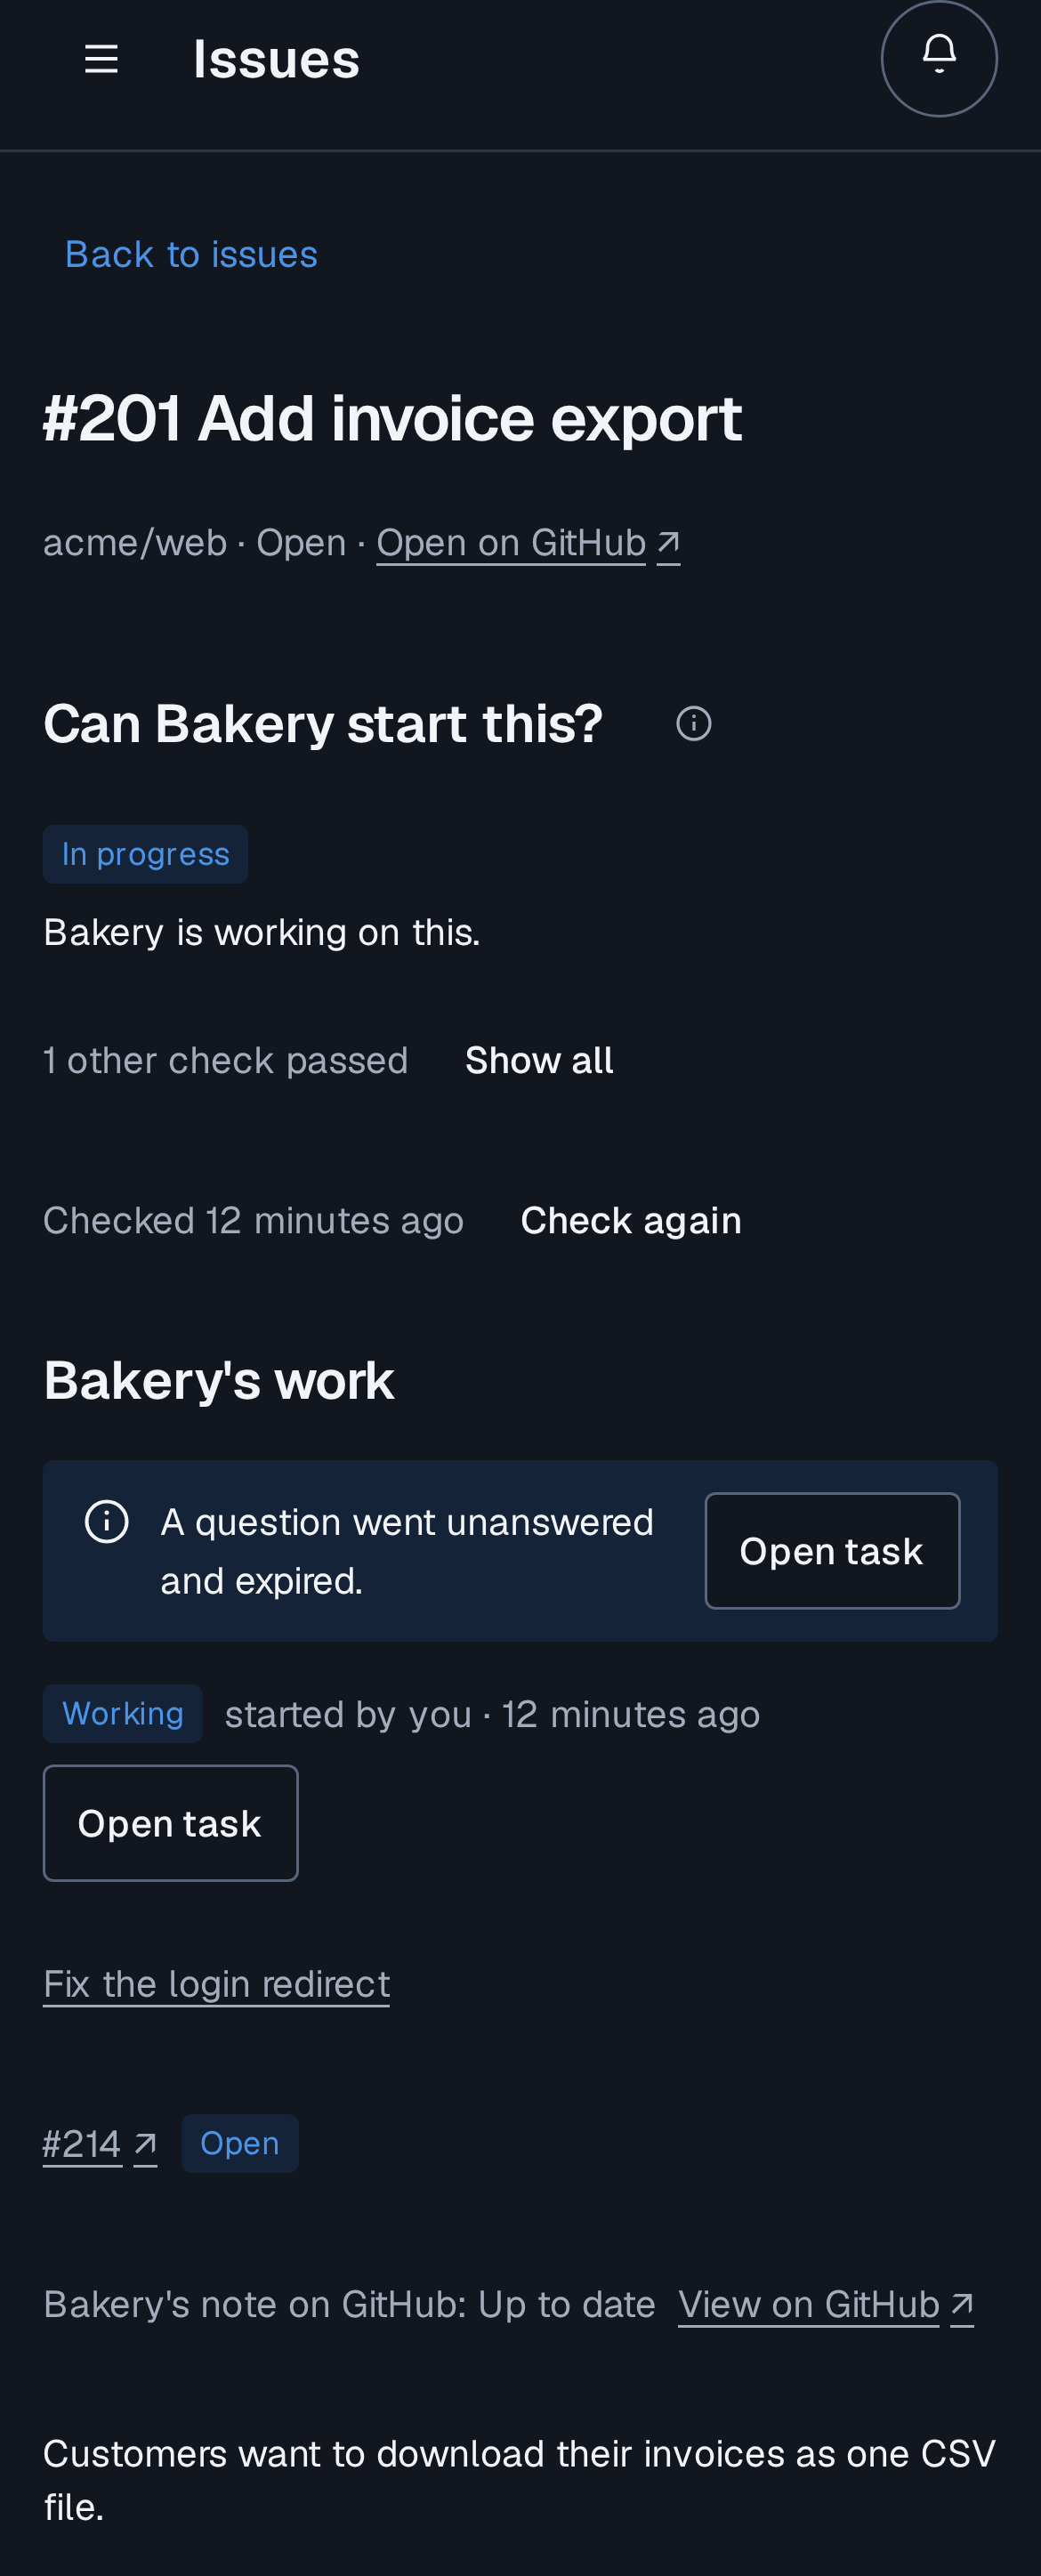 Issues
Back to issues
#201 Add invoice export
acme/web · Open · Open on GitHub ↗
Can Bakery start this?
In progress
Bakery is working on this.
1 other check passed Show all
Checked 12 minutes ago Check again
Bakery's work
A question went unanswered
and expired.
Open task
Working started by you · 12 minutes ago
Open task
Fix the login redirect
#214 ↗ Open
Bakery's note on GitHub: Up to date View on GitHub ↗
Customers want to download their invoices as one CSV
file.